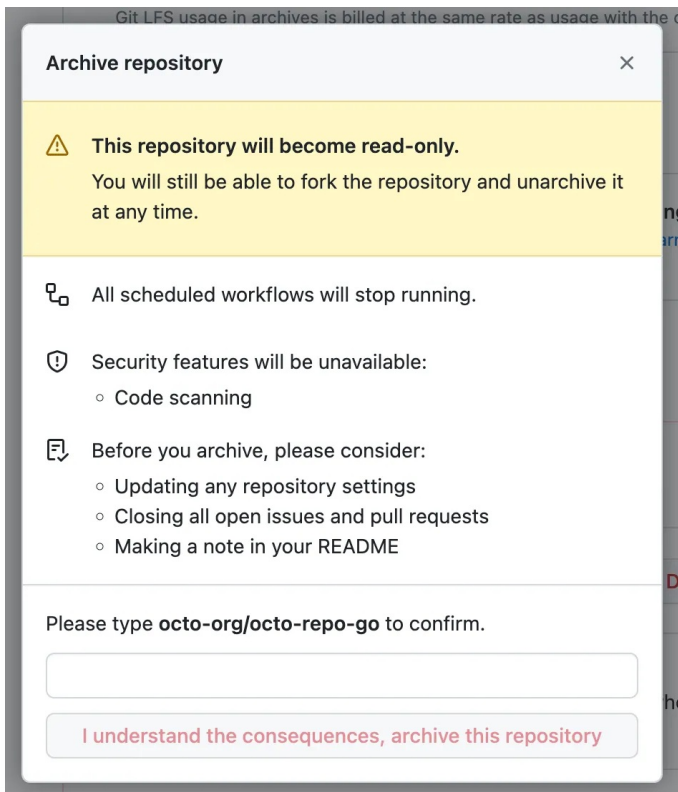 Git LFS usage in archives is billed at the same rate as usage with the
Archive repository
This repository will become read-only.
You will still be able to fork the repository and unarchive it
at any time.
All scheduled workflows will stop running.
Security features will be unavailable:
Code scanning
Before you archive, please consider:
Updating any repository settings
Closing all open issues and pull requests
Making a note in your README
Please type octo-org/octo-repo-go to confirm.
I understand the consequences, archive this repository